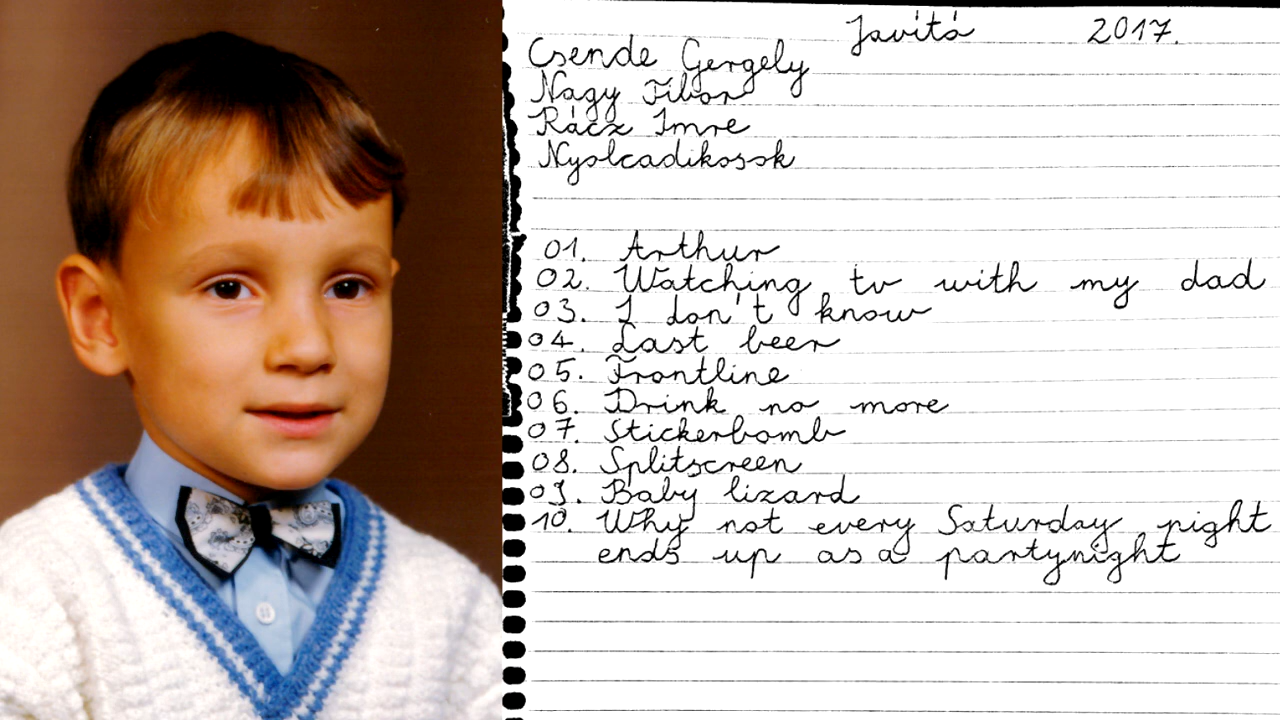 Javító 2017.
Csende Gergely
Nagy Tibor
Rácz Imre
Nyolcadikosok
01. Arthur
02. Watching tv with my dad
03. I don't know
04. Last beer
05. Frontline
06. Drink no more
07. Stickerbomb
08. Splitscreen
09. Baby lizard
10. Why not every Saturday night
ends up as a partynight